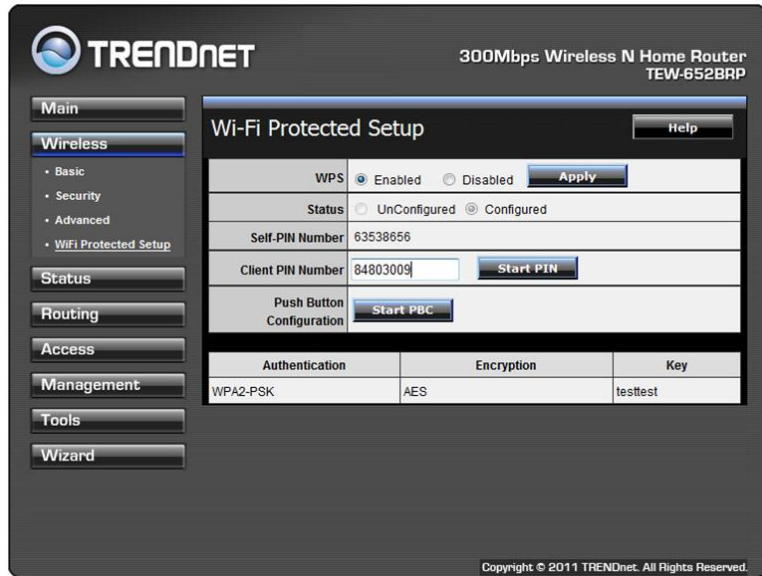 TRENDNET
300Mbps Wireless N Home Router
TEW-652BRP
Main
Wireless
• Basic
• Security
• Advanced
• WiFi Protected Setup
Status
Routing
Access
Management
Tools
Wizard
Wi-Fi Protected Setup
Help
WPS Enabled Disabled Apply
Status UnConfigured Configured
Self-PIN Number 63538656
Client PIN Number 84803009 Start PIN
Push Button
Configuration Start PBC
Authentication Encryption Key
WPA2-PSK AES testtest
Copyright © 2011 TRENDnet. All Rights Reserved.